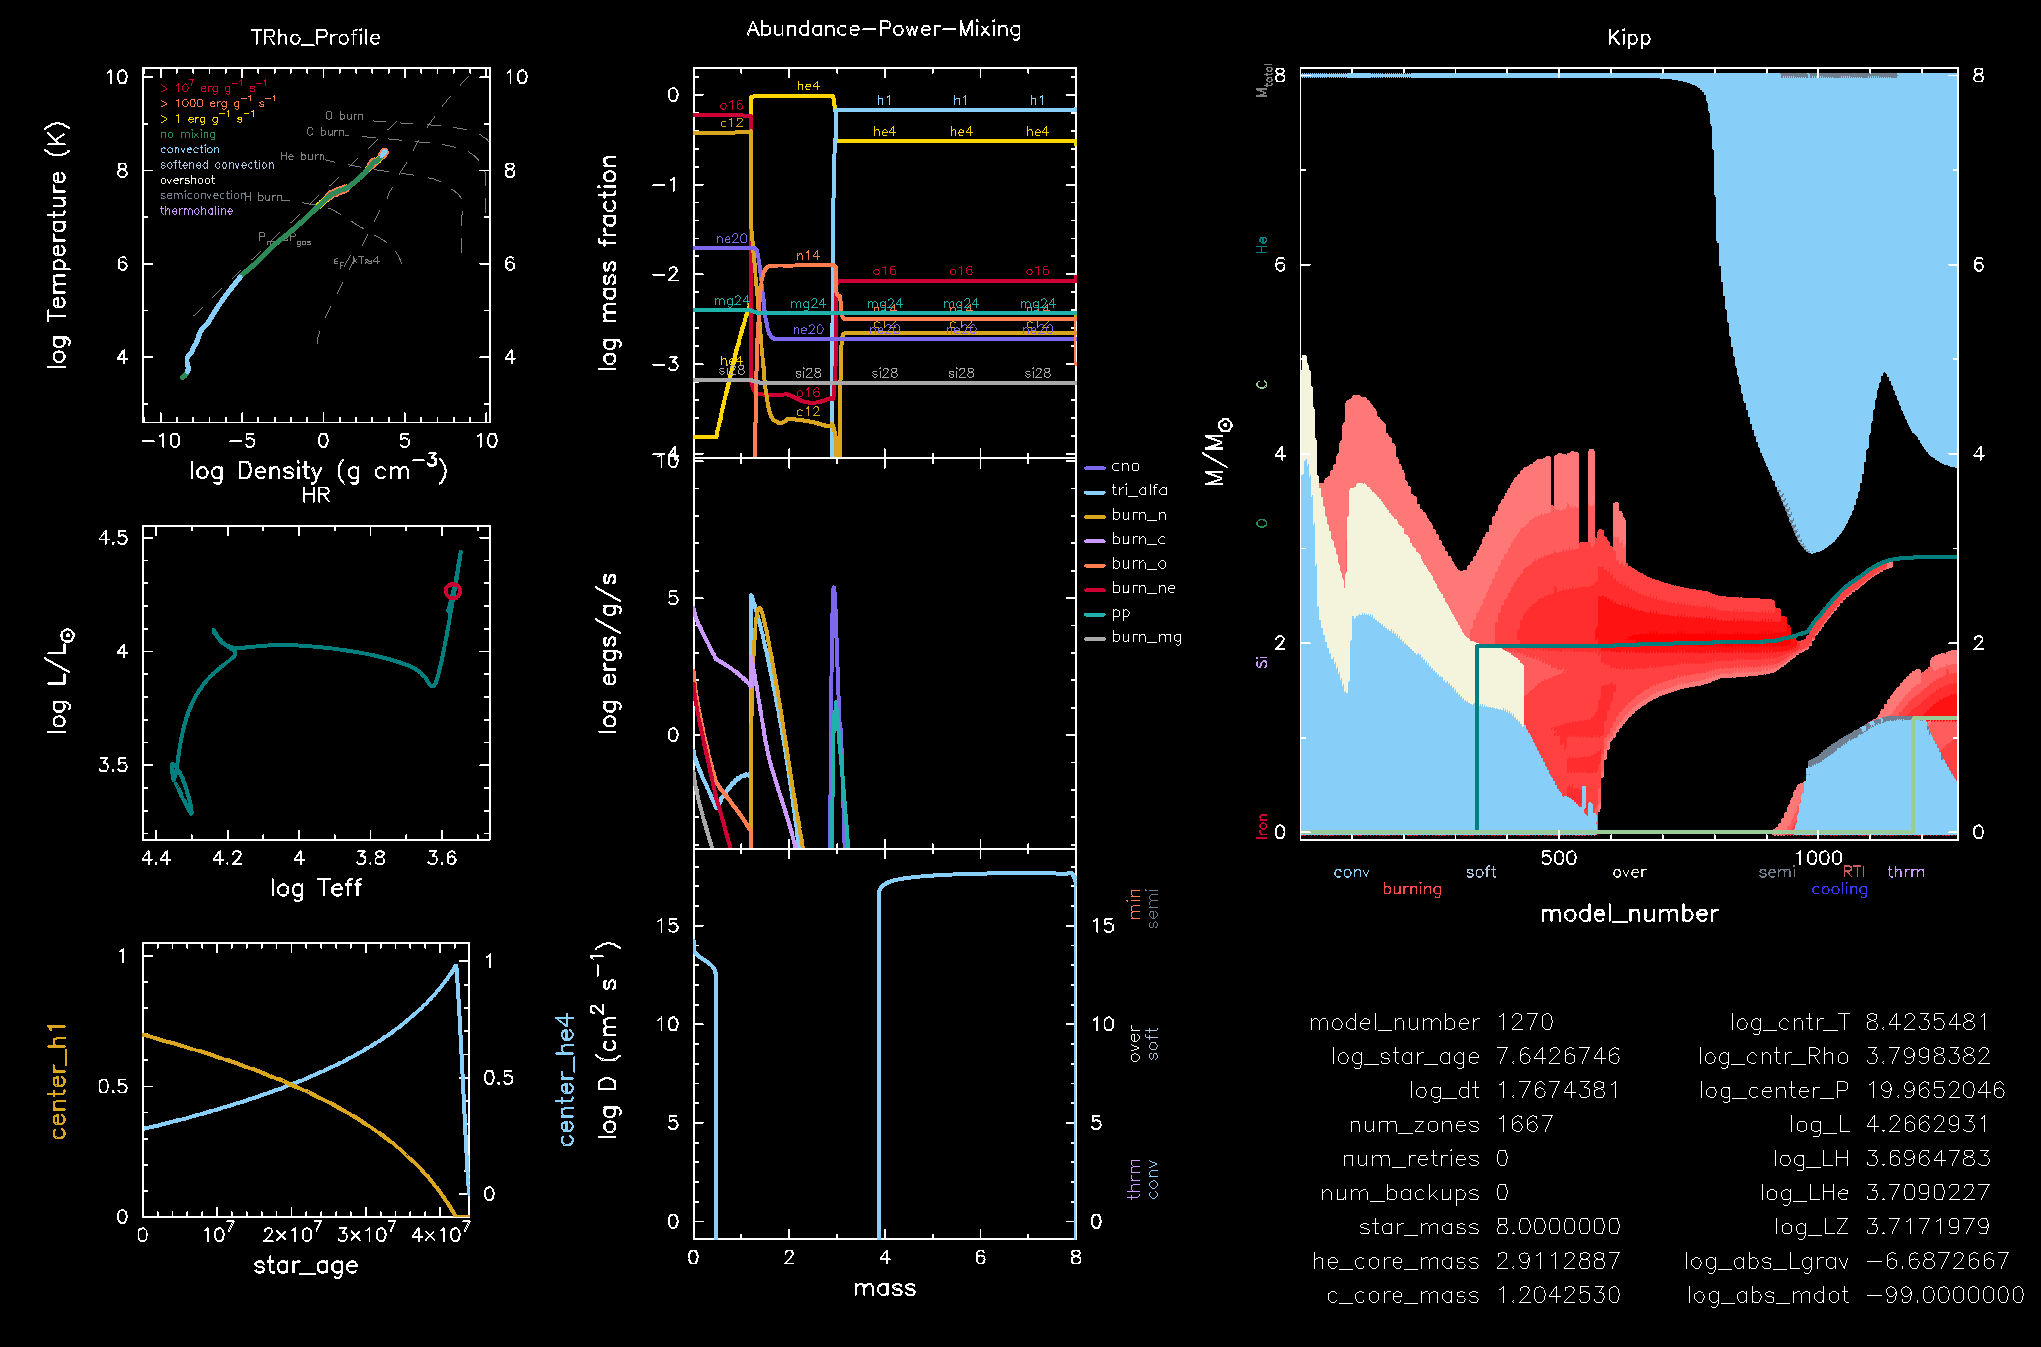 TRho_Profile
10
8
6
4
10
8
6
4
> 10⁷ erg g⁻¹ s⁻¹
> 1000 erg g⁻¹ s⁻¹
> 1 erg g⁻¹ s⁻¹
no mixing
convection
softened convection
overshoot
semiconvection
thermohaline
O burn
C burn
He burn
H burn
−10 −5 0 5 10
log Temperature (K)
log Density (g cm⁻³)
HR
4.5
4
3.5
4.4 4.2 4 3.8 3.6
log L/L☉
log Teff
1
0.5
0
1
0.5
0
0 10⁷ 2×10⁷ 3×10⁷ 4×10⁷
center_h1
center_he4
star_age
Abundance−Power−Mixing
0
−1
−2
−3
−4
log mass fraction
he4
o16
c12
h1 h1 h1
he4 he4 he4
ne20
n14
o16 o16 o16
mg24 mg24 mg24 mg24 mg24
ne20
he4
si28 si28 si28 si28 si28
o16
c12
10
5
0
log ergs/g/s
cno
tri_alfa
burn_n
burn_c
burn_o
burn_ne
pp
burn_mg
15
10
5
0
15
10
5
0
log D (cm² s⁻¹)
min
semi
over
soft
thrm
conv
0 2 4 6 8
mass
Kipp
8
6
4
2
0
8
6
4
2
0
M_total
He
C
O
Si
Iron
M/M☉
500 1000
conv soft over semi RTI thrm
burning cooling
model_number
model_number 1270 log_cntr_T 8.4235481
log_star_age 7.6426746 log_cntr_Rho 3.7998382
log_dt 1.7674381 log_center_P 19.9652046
num_zones 1667 log_L 4.2662931
num_retries 0 log_LH 3.6964783
num_backups 0 log_LHe 3.7090227
star_mass 8.0000000 log_LZ 3.7171979
he_core_mass 2.9112887 log_abs_Lgrav −6.6872667
c_core_mass 1.2042530 log_abs_mdot −99.0000000